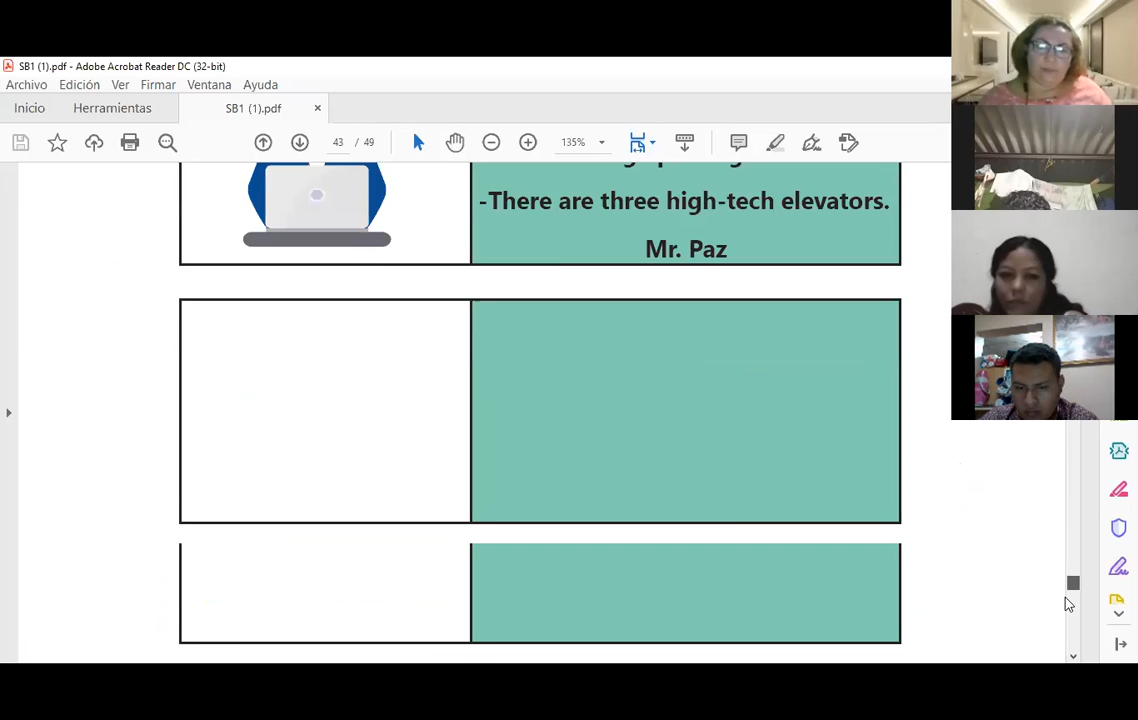 SB1 (1).pdf - Adobe Acrobat Reader DC (32-bit)
Archivo Edición Ver Firmar Ventana Ayuda
Inicio Herramientas SB1 (1).pdf ×
43 / 49 135%
-There are three high-tech elevators.
Mr. Paz